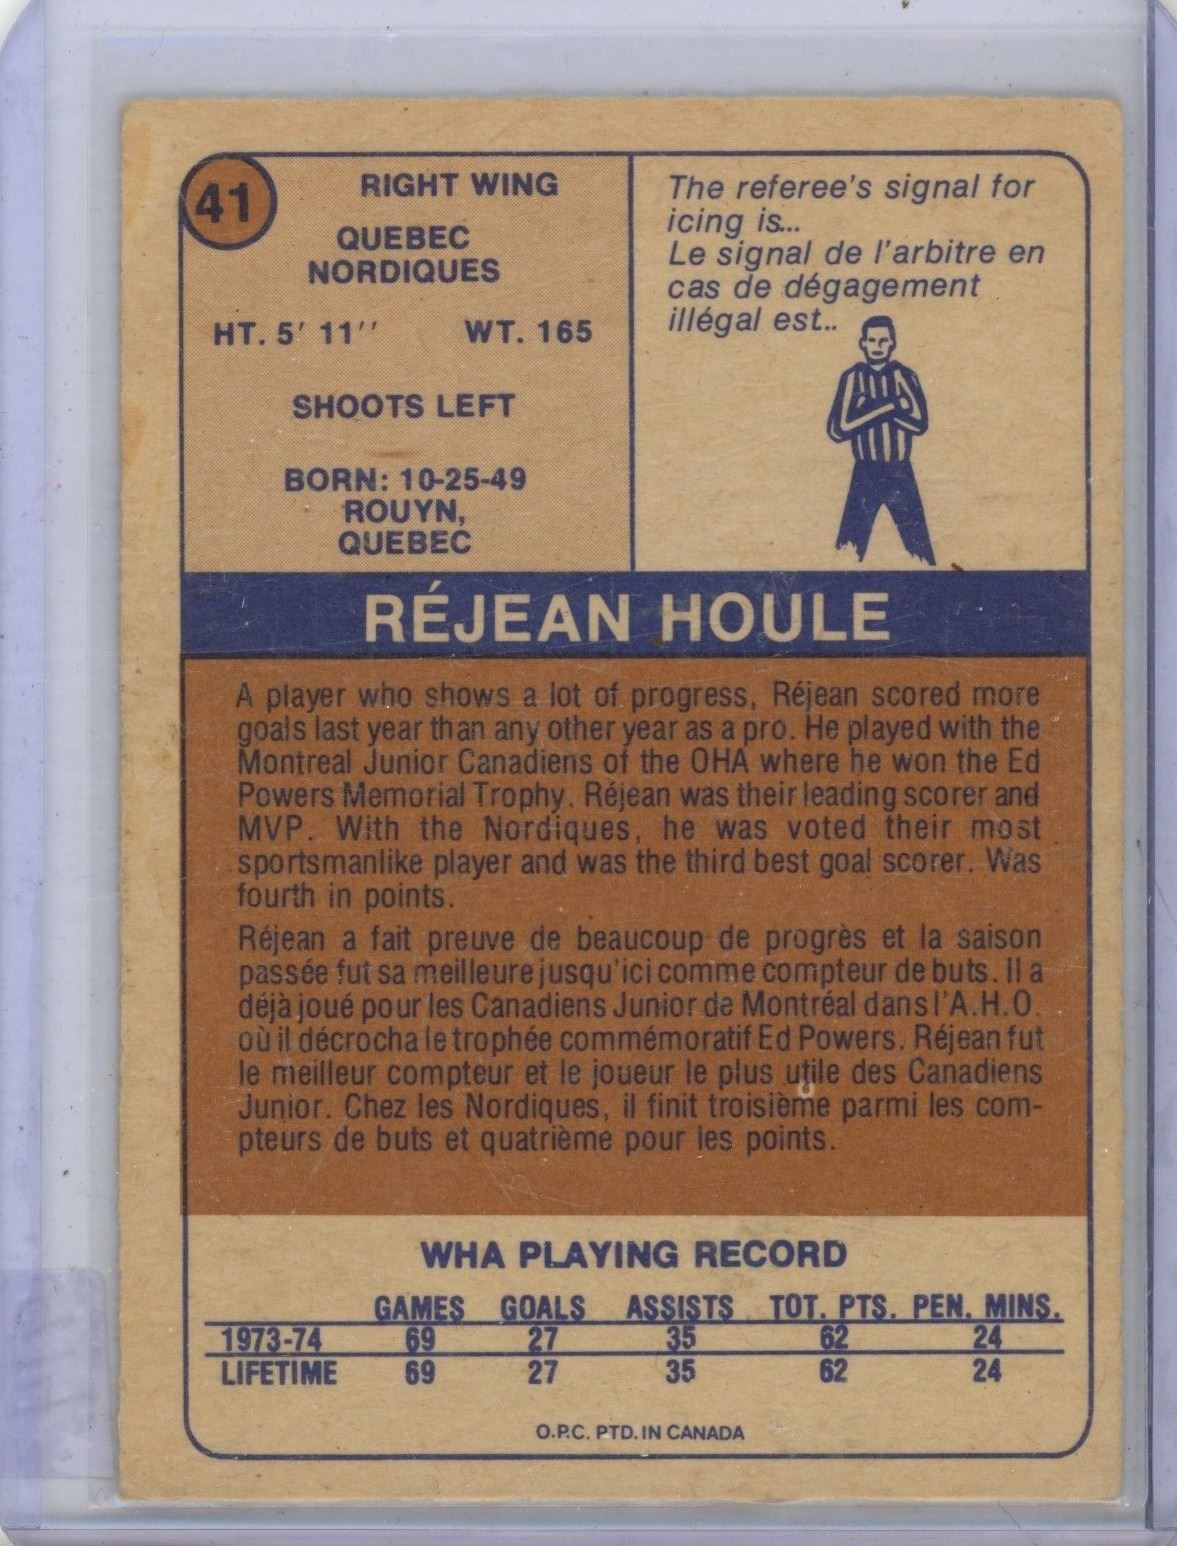 41
RIGHT WING
QUEBEC
NORDIQUES
HT. 5' 11'' WT. 165
SHOOTS LEFT
BORN: 10-25-49
ROUYN,
QUEBEC
The referee's signal for
icing is...
Le signal de l'arbitre en
cas de dégagement
illégal est..
RÉJEAN HOULE
A player who shows a lot of progress, Réjean scored more
goals last year than any other year as a pro. He played with the
Montreal Junior Canadiens of the OHA where he won the Ed
Powers Memorial Trophy. Réjean was their leading scorer and
MVP. With the Nordiques, he was voted their most
sportsmanlike player and was the third best goal scorer. Was
fourth in points.
Réjean a fait preuve de beaucoup de progrès et la saison
passée fut sa meilleure jusqu'ici comme compteur de buts. Il a
déjà joué pour les Canadiens Junior de Montréal dans l'A.H.O.
où il décrocha le trophée commémoratif Ed Powers. Réjean fut
le meilleur compteur et le joueur le plus utile des Canadiens
Junior. Chez les Nordiques, il finit troisième parmi les com-
pteurs de buts et quatrième pour les points.
WHA PLAYING RECORD
GAMES GOALS ASSISTS TOT. PTS. PEN. MINS.
1973-74 69 27 35 62 24
LIFETIME 69 27 35 62 24
O.P.C. PTD. IN CANADA